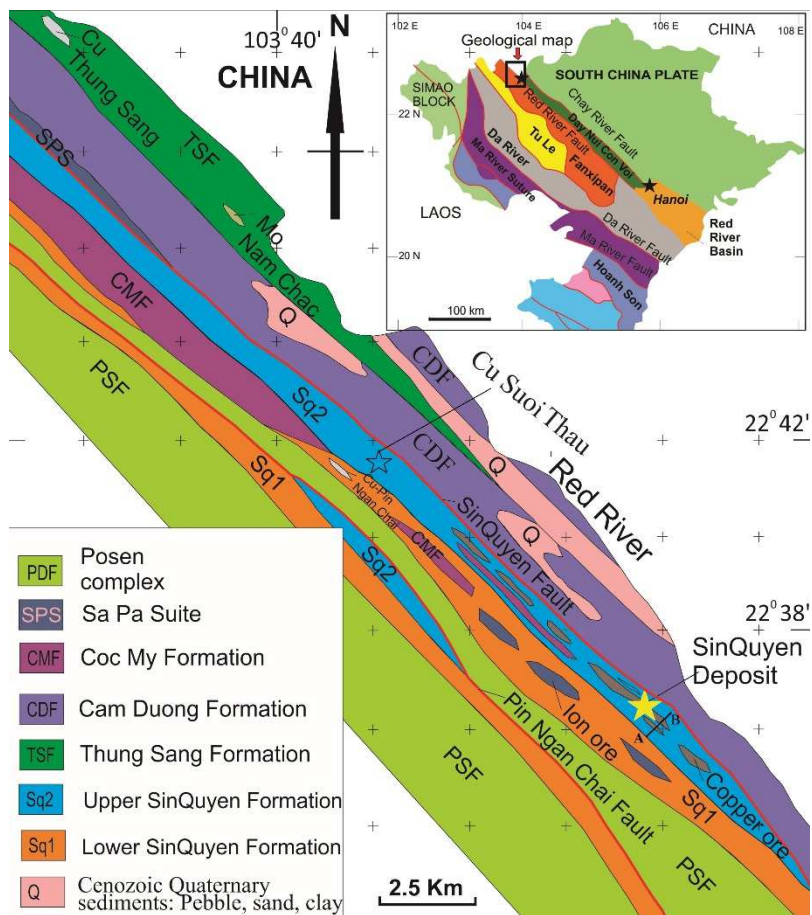 103° 40'
N
CHINA
Cu
Thung Sang
TSF
SPS
Mo
Nam Chac
Q
CMF
PSF
Sq2
CDF
Cu Suoi Thau
22° 42'
CDF
Q
Red River
Sq1
Cu-Pin
Ngan Chai
CMF
SinQuyen Fault
Q
Sq2
22° 38'
SinQuyen
Deposit
Ion ore
B
A
Pin Ngan Chai Fault
Copper ore
PSF
Sq1
PSF
2.5 Km
PDF Posen
complex
SPS Sa Pa Suite
CMF Coc My Formation
CDF Cam Duong Formation
TSF Thung Sang Formation
Sq2 Upper SinQuyen Formation
Sq1 Lower SinQuyen Formation
Q Cenozoic Quaternary
sediments: Pebble, sand, clay
102 E
104 E
106 E
108 E
CHINA
Geological map
SOUTH CHINA PLATE
SIMAO
BLOCK
22 N
Red River Fault
Chay River Fault
Day Nui Con Voi
Tu Le
Fanxipan
Da River
Ma River Suture
Hanoi
LAOS
Da River Fault
Red
River
Basin
Ma River Fault
20 N
Hoanh Son
100 km